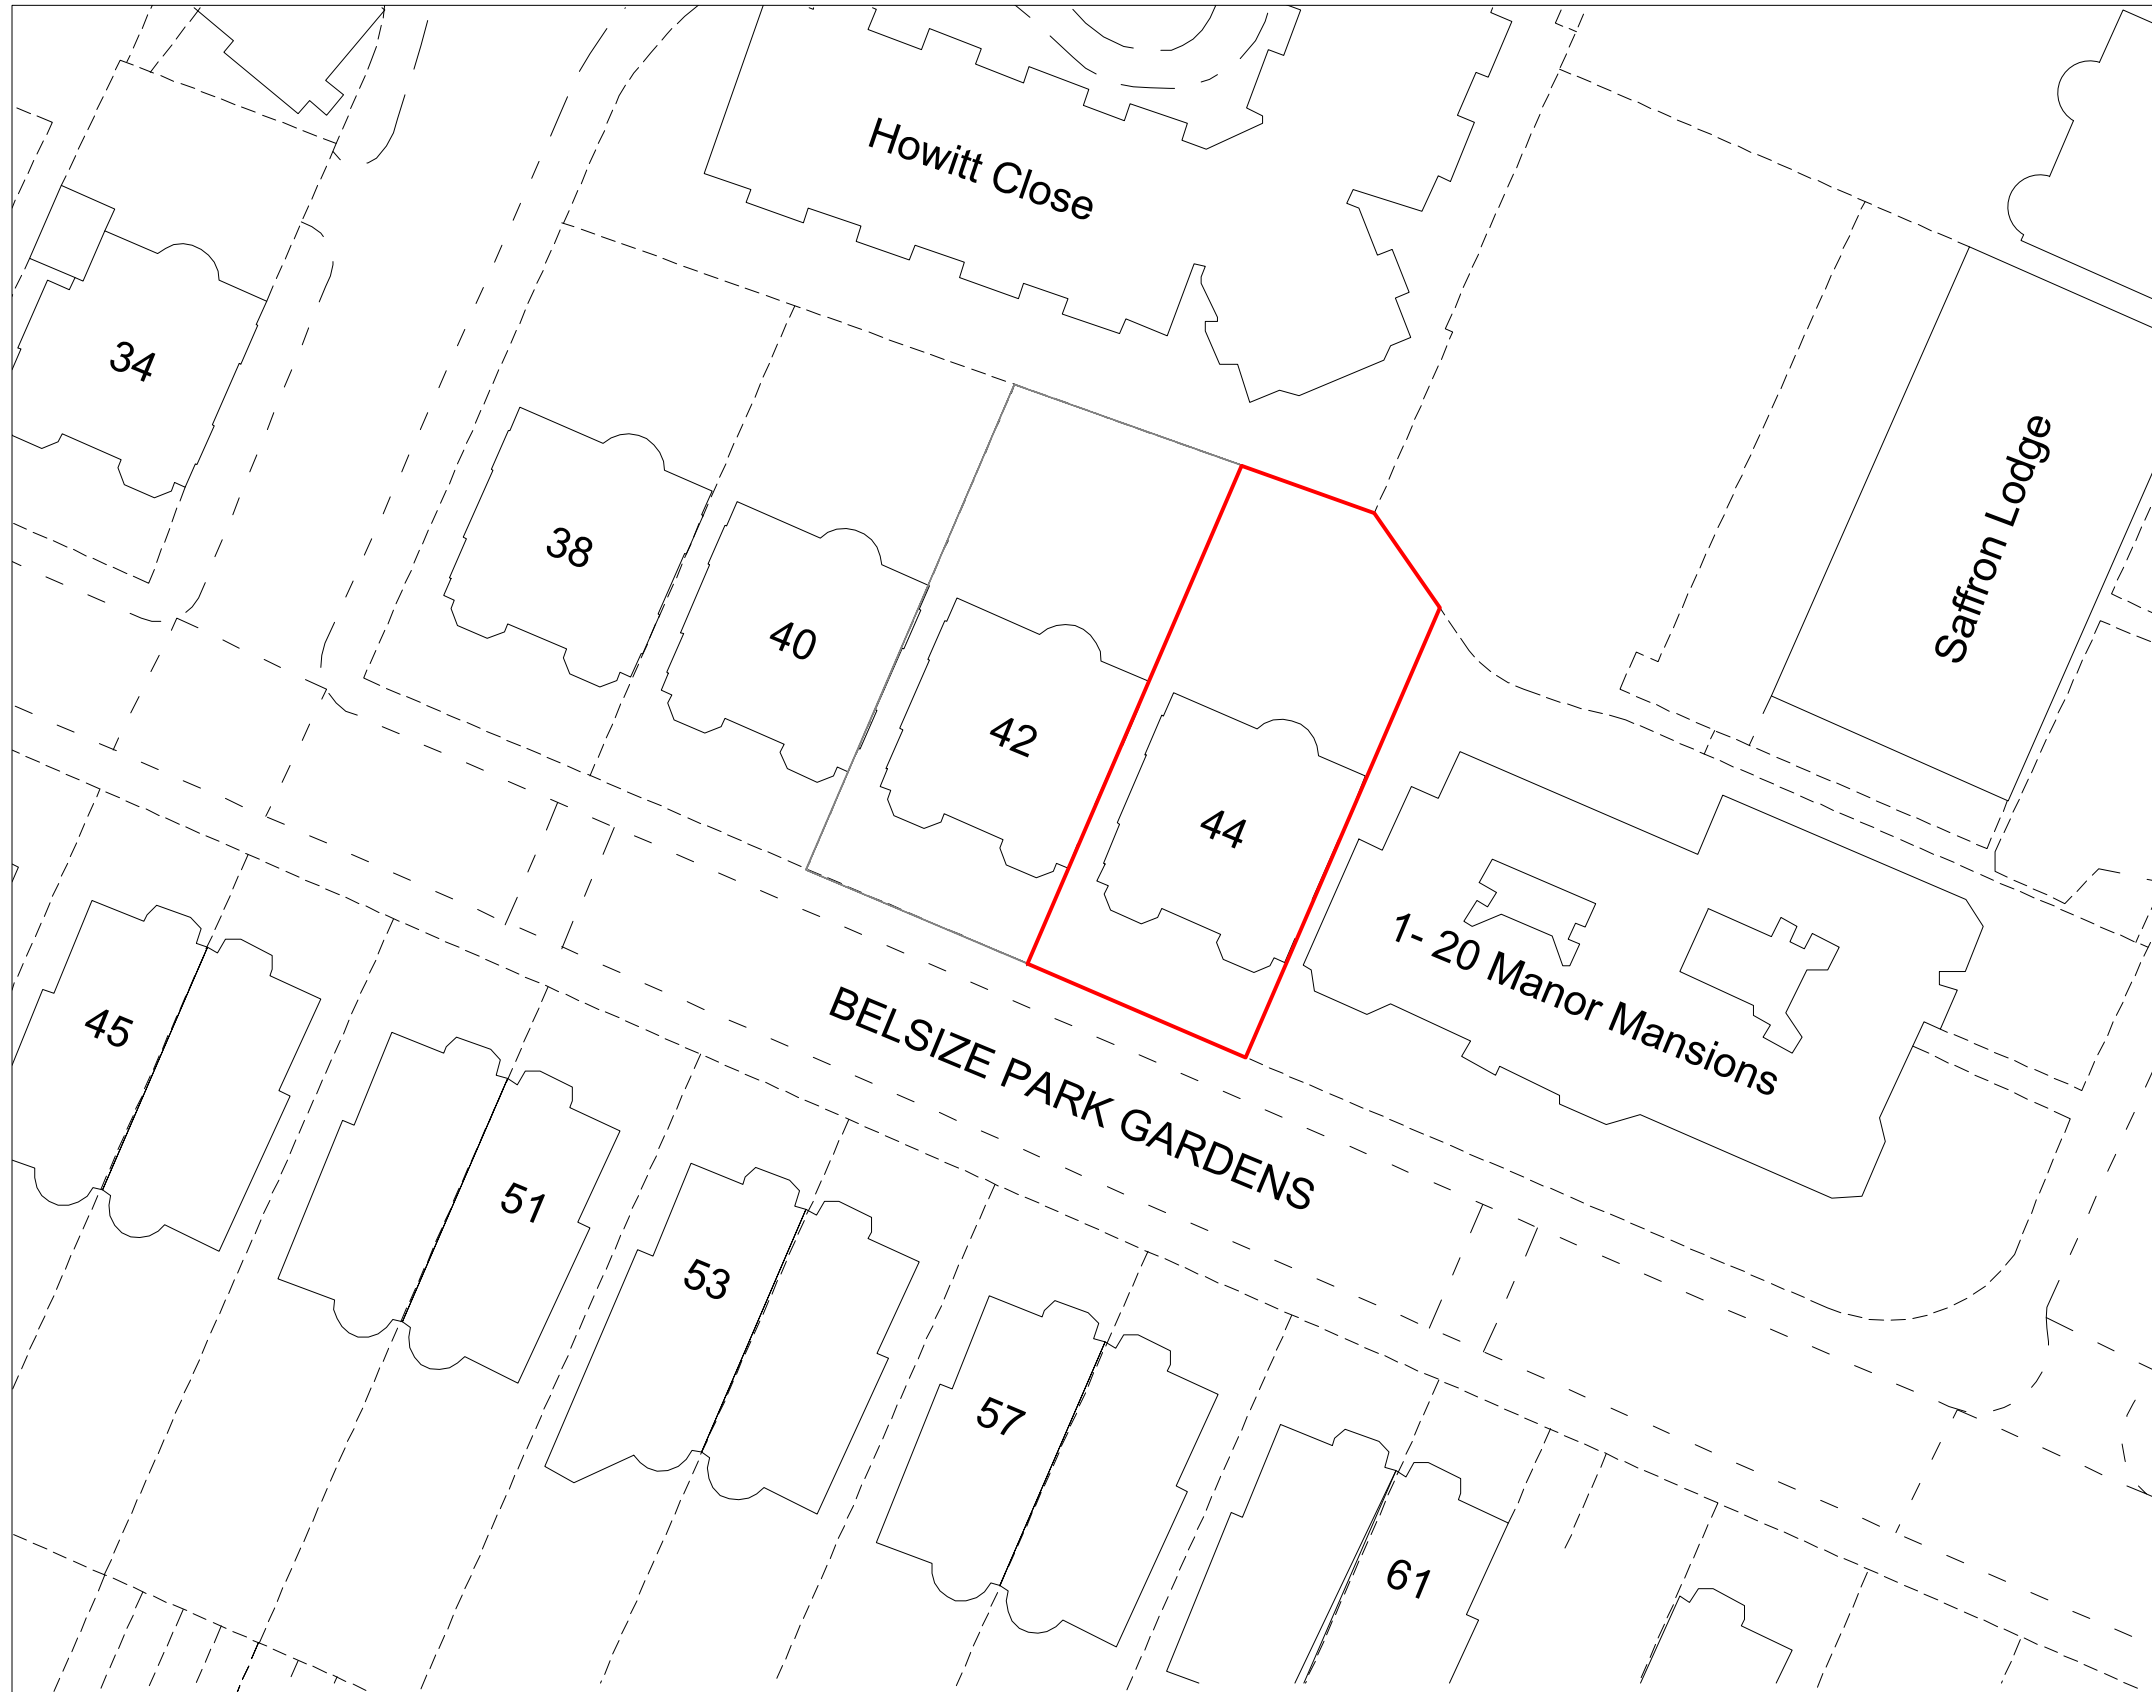 Howitt Close
34
38
40
42
44
Saffron Lodge
1- 20 Manor Mansions
BELSIZE PARK GARDENS
45
51
53
57
61